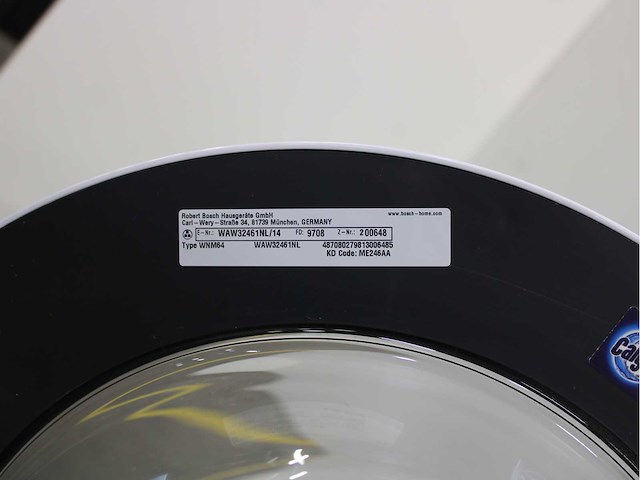 Robert Bosch Hausgeräte GmbH www.bosch-home.com
Carl-Wery-Straße 34, 81739 München, GERMANY
E-Nr.: WAW32461NL/14 FD: 9708 Z-Nr.: 200648
Type WNM64 WAW32461NL 487080279813006485
KD Code: ME246AA